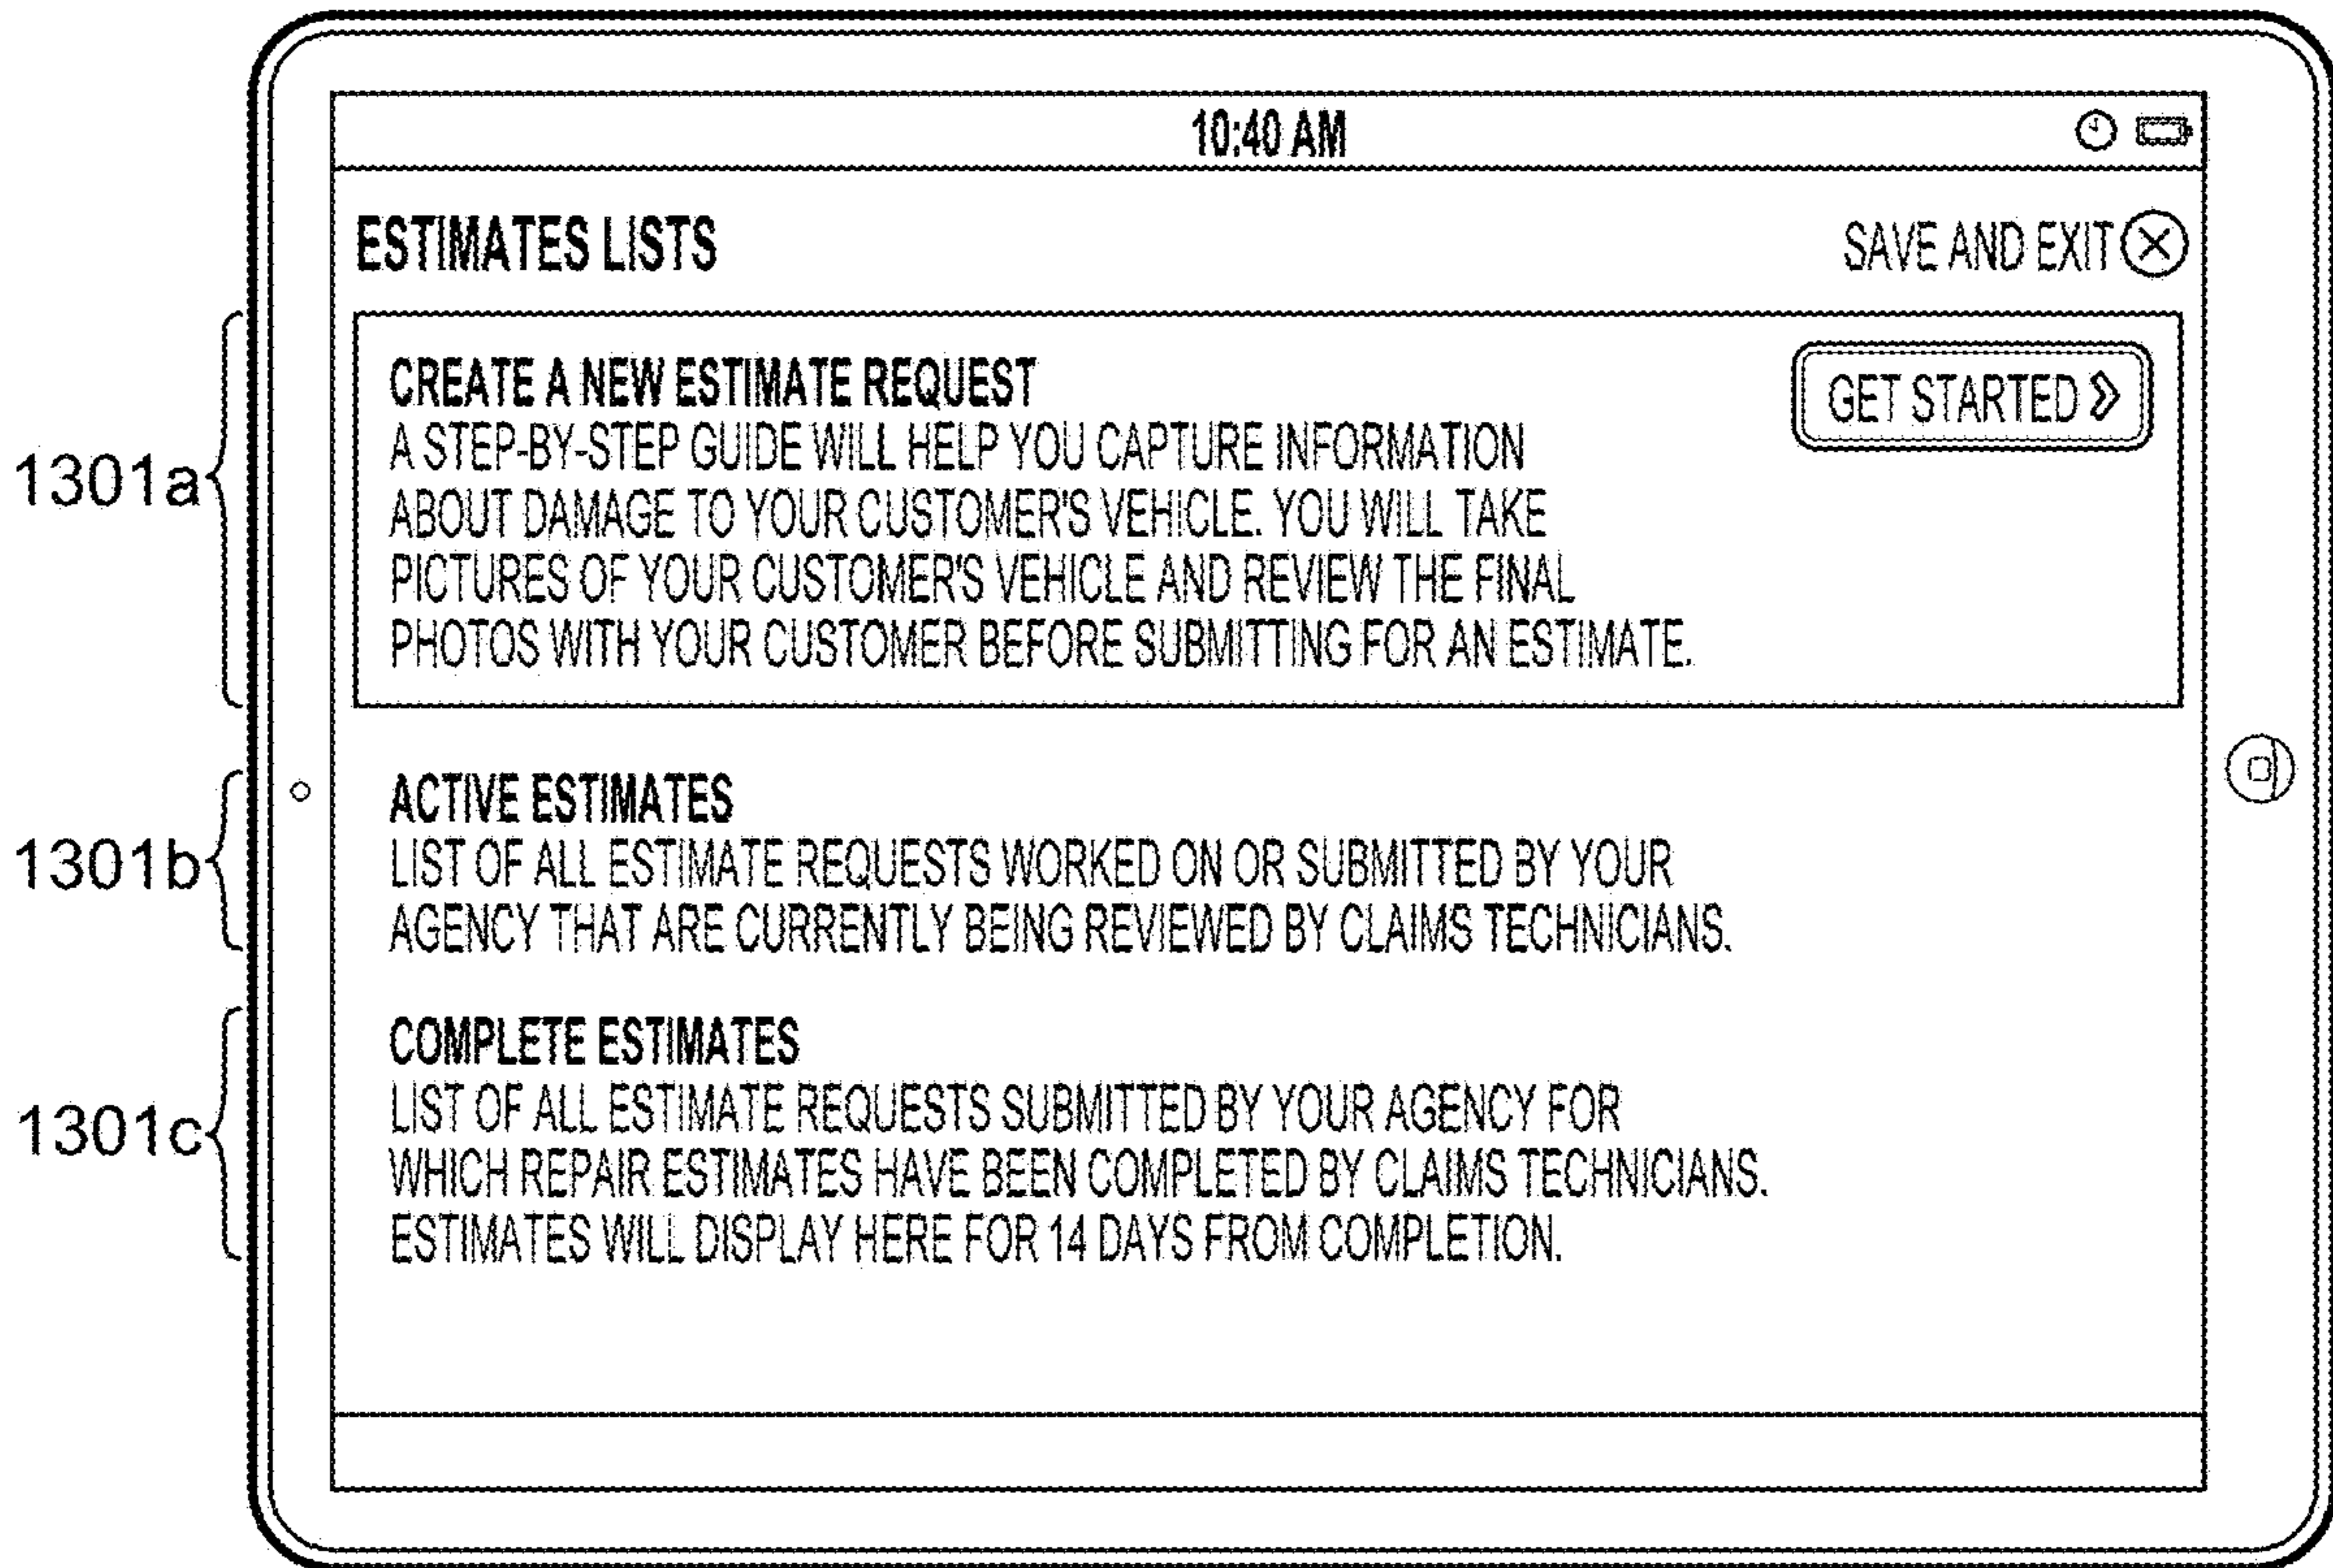 10:40 AM
ESTIMATES LISTS
SAVE AND EXIT
1301a
CREATE A NEW ESTIMATE REQUEST
GET STARTED
A STEP-BY-STEP GUIDE WILL HELP YOU CAPTURE INFORMATION
ABOUT DAMAGE TO YOUR CUSTOMER'S VEHICLE. YOU WILL TAKE
PICTURES OF YOUR CUSTOMER'S VEHICLE AND REVIEW THE FINAL
PHOTOS WITH YOUR CUSTOMER BEFORE SUBMITTING FOR AN ESTIMATE.
1301b
ACTIVE ESTIMATES
LIST OF ALL ESTIMATE REQUESTS WORKED ON OR SUBMITTED BY YOUR
AGENCY THAT ARE CURRENTLY BEING REVIEWED BY CLAIMS TECHNICIANS.
1301c
COMPLETE ESTIMATES
LIST OF ALL ESTIMATE REQUESTS SUBMITTED BY YOUR AGENCY FOR
WHICH REPAIR ESTIMATES HAVE BEEN COMPLETED BY CLAIMS TECHNICIANS.
ESTIMATES WILL DISPLAY HERE FOR 14 DAYS FROM COMPLETION.